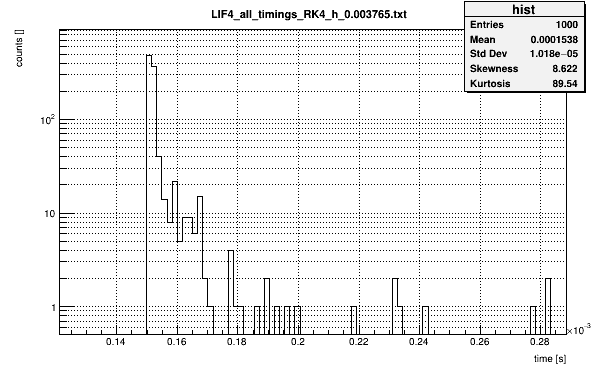 LIF4_all_timings_RK4_h_0.003765.txt
hist
Entries 1000
Mean 0.0001538
Std Dev 1.018e−05
Skewness 8.622
Kurtosis 89.54
counts []
10²
10
1
0.14 0.16 0.18 0.2 0.22 0.24 0.26 0.28
×10⁻³
time [s]